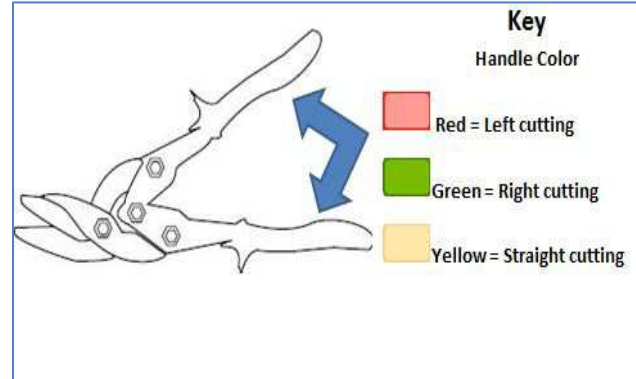 Key
Handle Color
Red = Left cutting
Green = Right cutting
Yellow = Straight cutting